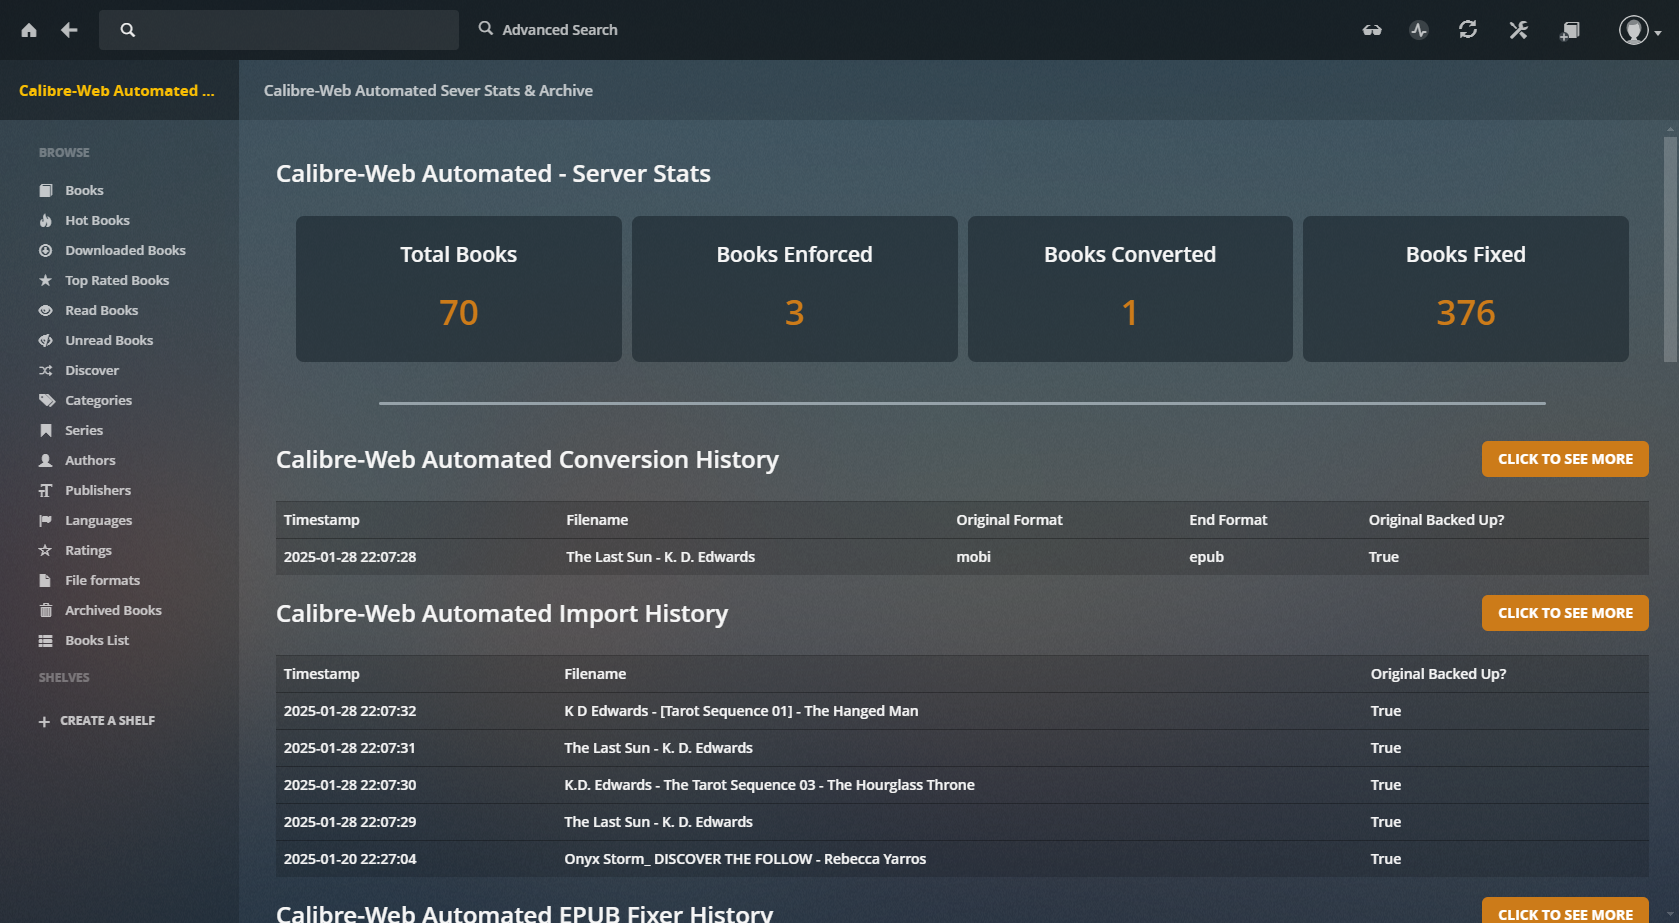 Advanced Search
Calibre-Web Automated ...
Calibre-Web Automated Sever Stats & Archive
BROWSE
Books
Hot Books
Downloaded Books
Top Rated Books
Read Books
Unread Books
Discover
Categories
Series
Authors
Publishers
Languages
Ratings
File formats
Archived Books
Books List
SHELVES
CREATE A SHELF
Calibre-Web Automated - Server Stats
Total Books Books Enforced Books Converted Books Fixed
70 3 1 376
Calibre-Web Automated Conversion History CLICK TO SEE MORE
Timestamp Filename Original Format End Format Original Backed Up?
2025-01-28 22:07:28 The Last Sun - K. D. Edwards mobi epub True
Calibre-Web Automated Import History CLICK TO SEE MORE
Timestamp Filename Original Backed Up?
2025-01-28 22:07:32 K D Edwards - [Tarot Sequence 01] - The Hanged Man True
2025-01-28 22:07:31 The Last Sun - K. D. Edwards True
2025-01-28 22:07:30 K.D. Edwards - The Tarot Sequence 03 - The Hourglass Throne True
2025-01-28 22:07:29 The Last Sun - K. D. Edwards True
2025-01-20 22:27:04 Onyx Storm_ DISCOVER THE FOLLOW - Rebecca Yarros True
Calibre-Web Automated EPUB Fixer History CLICK TO SEE MORE